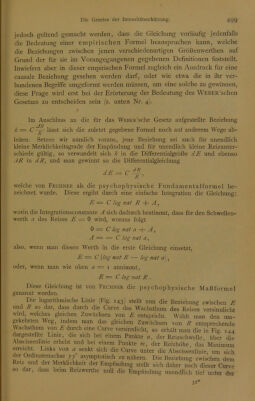 Die Gesetze der Intensitätsschätzung. 499
jedoch geltend gemacht werden, dass die Gleichung vorläufig jedenfalls
die Bedeutung einer empirischen Formel beanspruchen kann, welche
die Beziehungen zwischen jenen verschiedenartigen Größenwerthen auf
Grund der für sie im Vorangegangenen gegebenen Definitionen feststellt.
Inwiefern aber in dieser empirischen Formel zugleich ein Ausdruck für eine
causale Beziehung gesehen werden darf, oder wie etwa die in ihr ver-
bundenen Begriffe umgeformt werden müssen, um eine solche zu gewinnen,
diese Frage wird erst bei der Erörterung der Bedeutung des WEBER'schen
Gesetzes zu entscheiden sein (s. unten Nr. 4).
Im Anschluss an die für das WEBER'sche Gesetz aufgestellte Beziehung
lässt sich die zuletzt gegebene Formel noch auf anderem Wege ab-
leiten. Setzen wir nämlich voraus, jene Beziehung sei auch für unendlich
kleine Merklichkeitsgrade der Empfindung und für unendlich kleine Reizunter-
schiede gültig, so verwandelt sich k in die Differentialgröße dE und ebenso
ΔR in dR, und man gewinnt so die Differentialgleichung
dE = C dR/R,
welche von FECHNER als die psychophysische Fundamentalformel be-
zeichnet wurde. Diese ergibt durch eine einfache Integration die Gleichung:
E = C log nat R + A,
worin die Integrationsconstante A sich dadurch bestimmt, dass für den Schwellen-
werth a des Reizes E = 0 wird, woraus folgt
0 = C log nat a + A,
A = — C log nat a,
also, wenn man diesen Werth in die erste Gleichung einsetzt,
E = C (log nat R — log nat a),
oder, wenn man wie oben a = 1 annimmt,
E = C log nat R.
Diese Gleichung ist von FECHNER die psychophysische Maßformel
genannt worden.
Die logarithmische Linie (Fig. 143) stellt uns die Beziehung zwischen E
und R so dar, dass durch die Curve das Wachsthum des Reizes versinnlicht
wird, welches gleichen Zuwüchsen von E entspricht. Wählt man den um-
gekehrten Weg, indem man das gleichen Zuwüchsen von R entsprechende
Wachsthum von E durch eine Curve versinnlicht, so erhält man die in Fig. 144
dargestellte Linie, die sich bei einem Punkte a, der Reizschwelle, über die
Abscissenlinie erhebt und bei einem Punkte m, der Reizhöhe, das Maximum
erreicht. Links von a senkt sich die Curve unter die Abscissenlinie, um sich
der Ordinatenachse yy' asymptotisch zu nähern. Die Beziehung zwischen dem
Reiz und der Merklichkeit der Empfindung stellt sich daher nach dieser Curve
so dar, dass beim Reizwerthe null die Empfindung unendlich tief unter der
32*